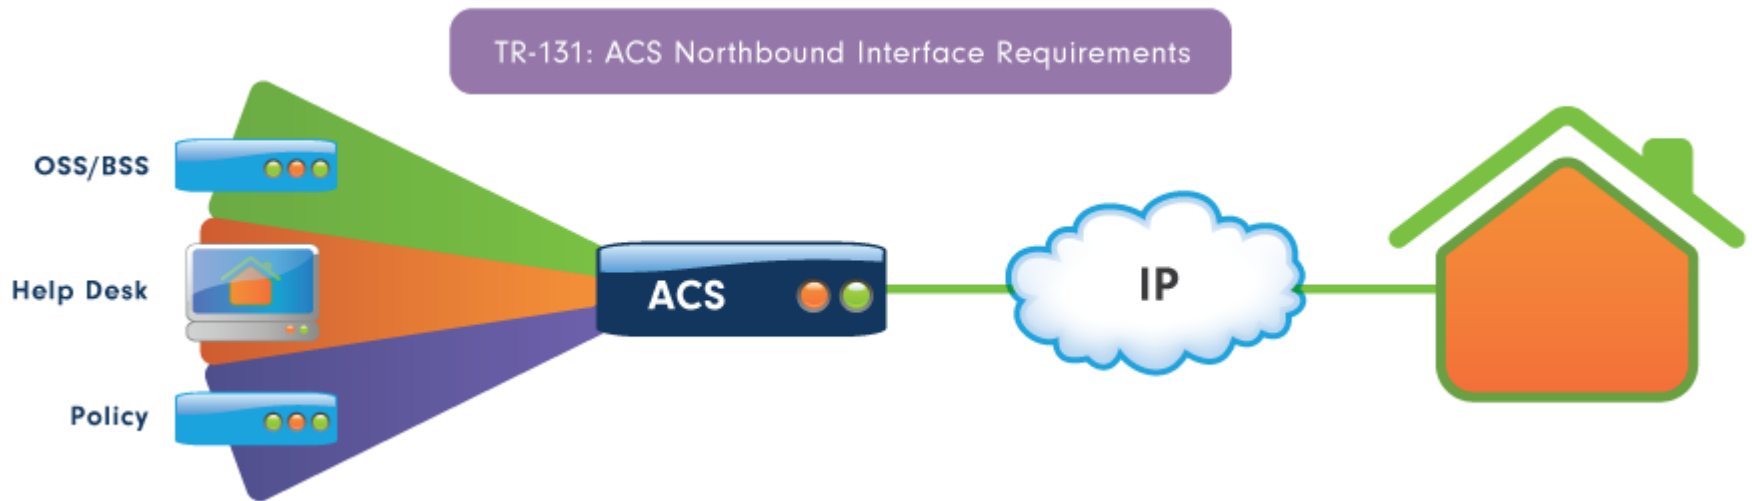 TR-131: ACS Northbound Interface Requirements
OSS/BSS
Help Desk
Policy
ACS
IP